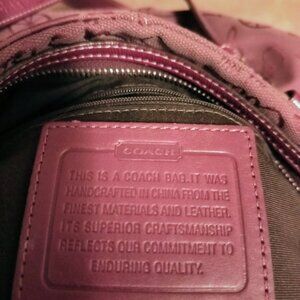 COACH
THIS IS A COACH BAG.IT WAS
HANDCRAFTED IN CHINA FROM THE
FINEST MATERIALS AND LEATHER.
ITS SUPERIOR CRAFTSMANSHIP
REFLECTS OUR COMMITMENT TO
ENDURING QUALITY.